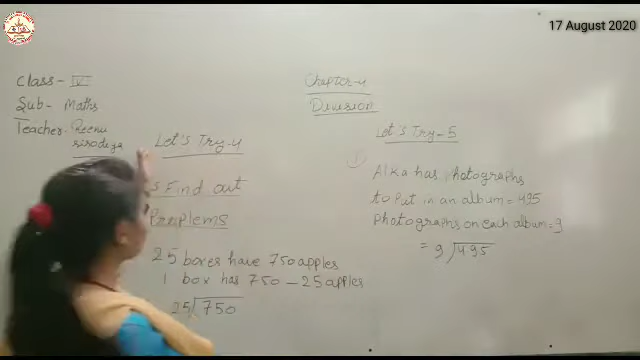 17 August 2020
Class - IV
Sub - Maths
Teacher - Reenu
sisodiya
Chapter-4
Division
Let's Try-4
s Find out
Problems
25 boxes have 750 apples
1 box has 750 - 25 apples
25 750
Let's Try-5
1
Alka has Photographs
to Put in an album = 495
Photographs on each album = 9
= 9 495